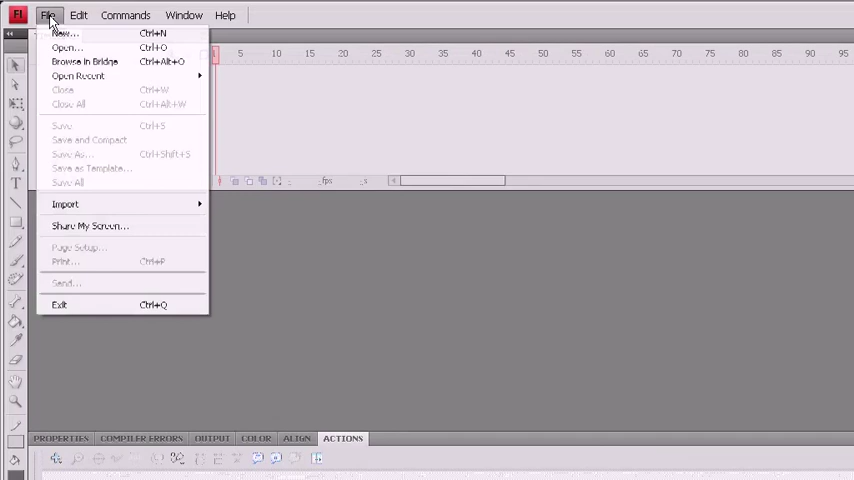 Fl File Edit Commands Window Help
New... Ctrl+N
Open... Ctrl+O
Browse in Bridge Ctrl+Alt+O
Open Recent
Close Ctrl+W
Close All Ctrl+Alt+W
Save Ctrl+S
Save and Compact
Save As... Ctrl+Shift+S
Save as Template...
Save All
Import
Share My Screen...
Page Setup...
Print... Ctrl+P
Send...
Exit Ctrl+Q
1 5 10 15 20 25 30 35 40 45 50 55 60 65 70 75 80 85 90
fps s
PROPERTIES COMPILER ERRORS OUTPUT COLOR ALIGN ACTIONS